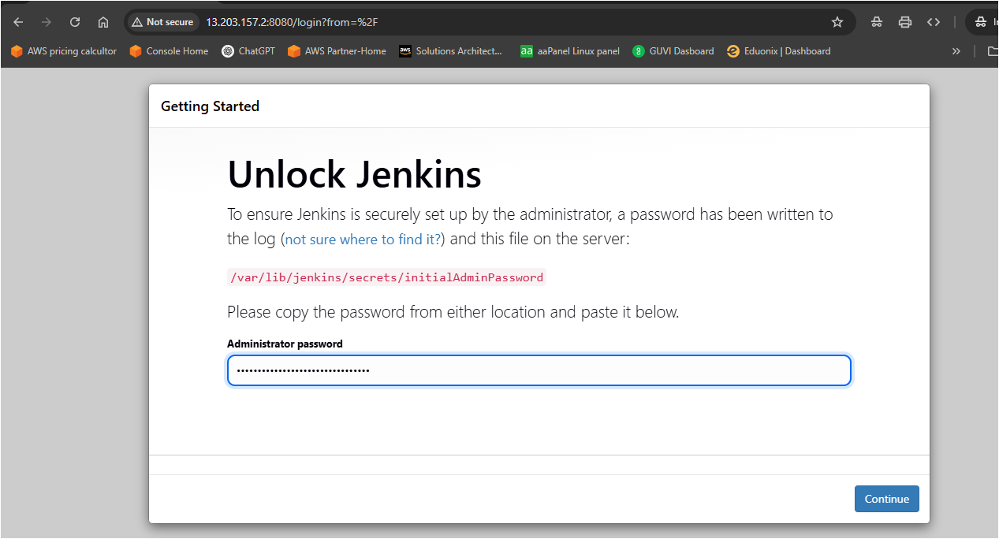 Not secure 13.203.157.2:8080/login?from=%2F
AWS pricing calcultor Console Home ChatGPT AWS Partner-Home aws Solutions Architect... aa aaPanel Linux panel GUVI Dasboard Eduonix | Dashboard
Getting Started
Unlock Jenkins
To ensure Jenkins is securely set up by the administrator, a password has been written to
the log (not sure where to find it?) and this file on the server:
/var/lib/jenkins/secrets/initialAdminPassword
Please copy the password from either location and paste it below.
Administrator password
••••••••••••••••••••••••••••••••
Continue